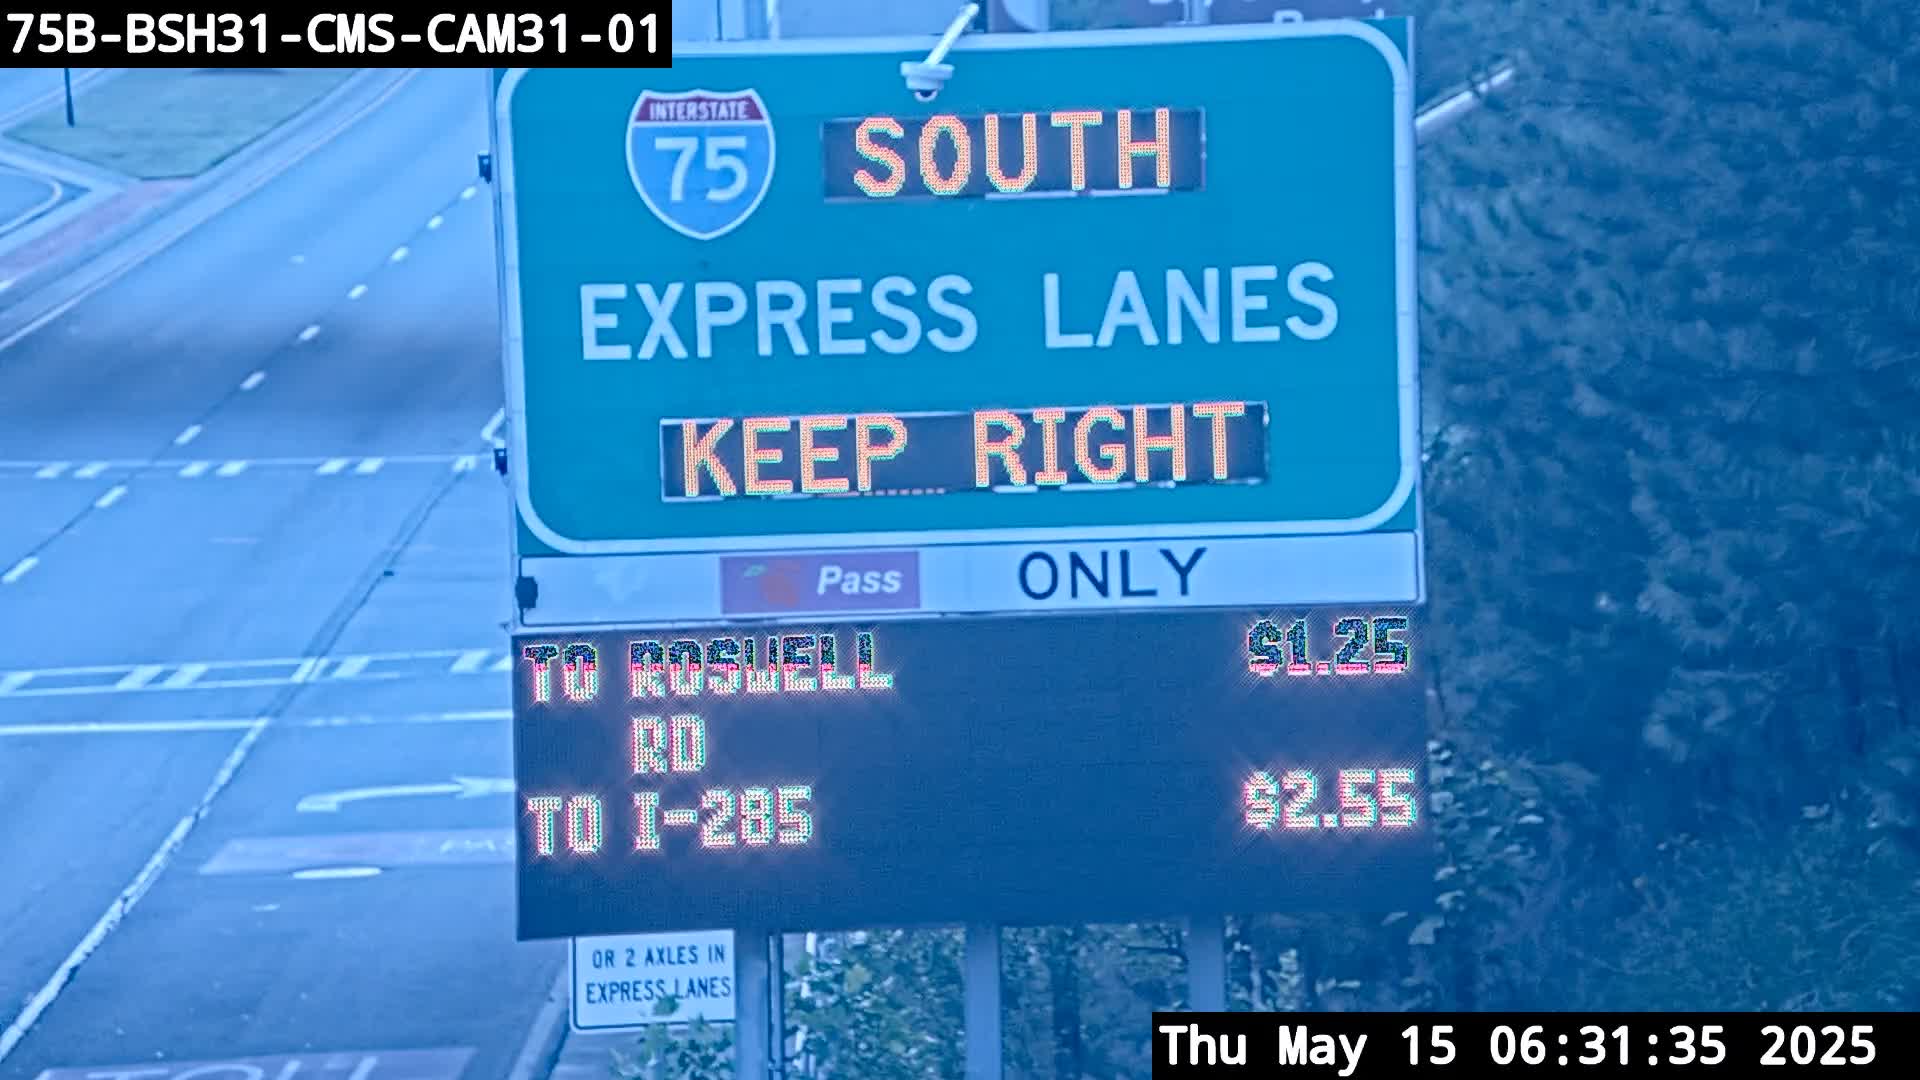 75B-BSH31-CMS-CAM31-01
INTERSTATE
75
SOUTH
EXPRESS LANES
KEEP RIGHT
Pass ONLY
TO ROSWELL $1.25
RD
TO I-285 $2.55
OR 2 AXLES IN
EXPRESS LANES
Thu May 15 06:31:35 2025